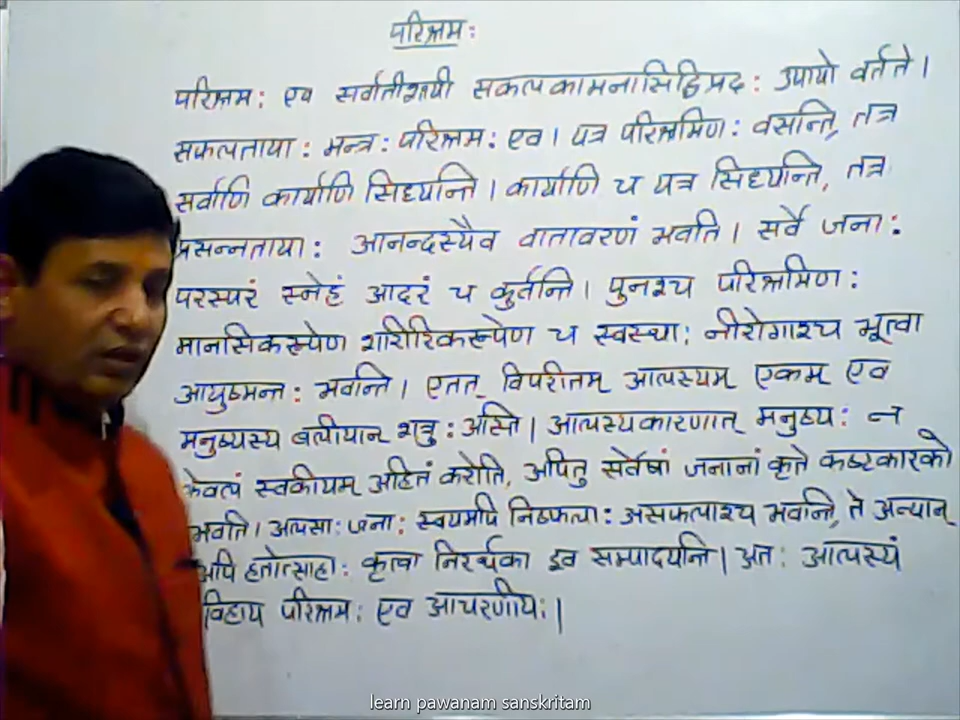 परिश्रम:
परिश्रम: एव सर्वातीशायी सकलकामनासिद्धिप्रद: उपायो वर्तते।
सफलताया: मन्त्र: परिश्रम: एव। यत्र परिश्रमिण: वसन्ति, तत्र
सर्वाणि कार्याणि सिद्ध्यन्ति। कार्याणि च यत्र सिद्ध्यन्ति, तत्र
प्रसन्नताया: आनन्दस्यैव वातावरणं भवति। सर्वे जना:
परस्परं स्नेहं आदरं च कुर्वन्ति। पुनश्च परिश्रमिण:
मानसिकरूपेण शारीरिकरूपेण च स्वस्था: नीरोगाश्च भूत्वा
आयुष्मन्त: भवन्ति। एतत् विपरीतम् आलस्यम् एकम् एव
मनुष्यस्य बलीयान् शत्रु: अस्ति। आलस्यकारणात् मनुष्य: न
केवलं स्वकीयम् अहितं करोति, अपितु सर्वेषां जनानां कृते कष्टकारको
भवति। आलसा: जना: स्वयमपि निष्फला: असफलाश्च भवन्ति, ते अन्यान्
अपि हतोत्साहा: कृत्वा निरर्थका इव सम्पादयन्ति। अत: आलस्यं
विहाय परिश्रम: एव आचरणीय:।
learn pawanam sanskritam